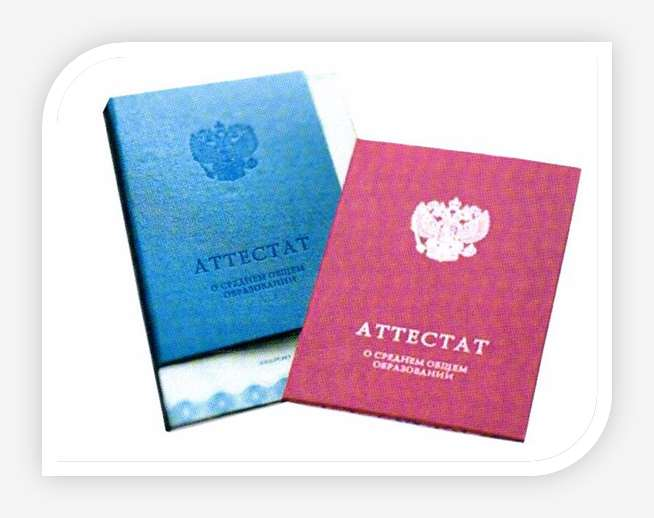 АТТЕСТАТ
О СРЕДНЕМ ОБЩЕМ
ОБРАЗОВАНИИ
АТТЕСТАТ
О СРЕДНЕМ ОБЩЕМ
ОБРАЗОВАНИИ